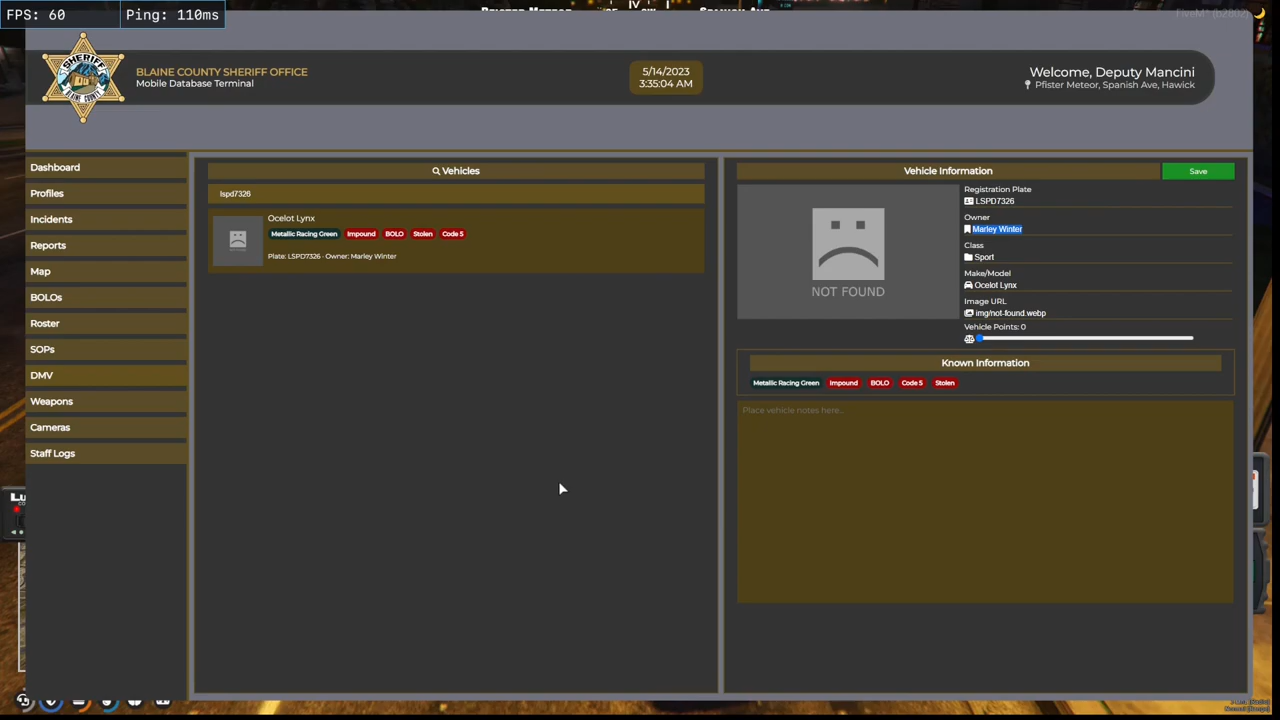 FPS: 60
Ping: 110ms
FiveM* (b2802)
SHERIFF
BLAINE COUNTY
BLAINE COUNTY SHERIFF OFFICE
Mobile Database Terminal
5/14/2023
3:35:04 AM
Welcome, Deputy Mancini
Pfister Meteor, Spanish Ave, Hawick
Dashboard
Profiles
Incidents
Reports
Map
BOLOs
Roster
SOPs
DMV
Weapons
Cameras
Staff Logs
Vehicles
lspd7326
Ocelot Lynx
Metallic Racing Green Impound BOLO Stolen Code 5
Plate: LSPD7326 · Owner: Marley Winter
Vehicle Information
Save
NOT FOUND
Registration Plate
LSPD7326
Owner
Marley Winter
Class
Sport
Make/Model
Ocelot Lynx
Image URL
img/not-found.webp
Vehicle Points: 0
Known Information
Metallic Racing Green Impound BOLO Code 5 Stolen
Place vehicle notes here...